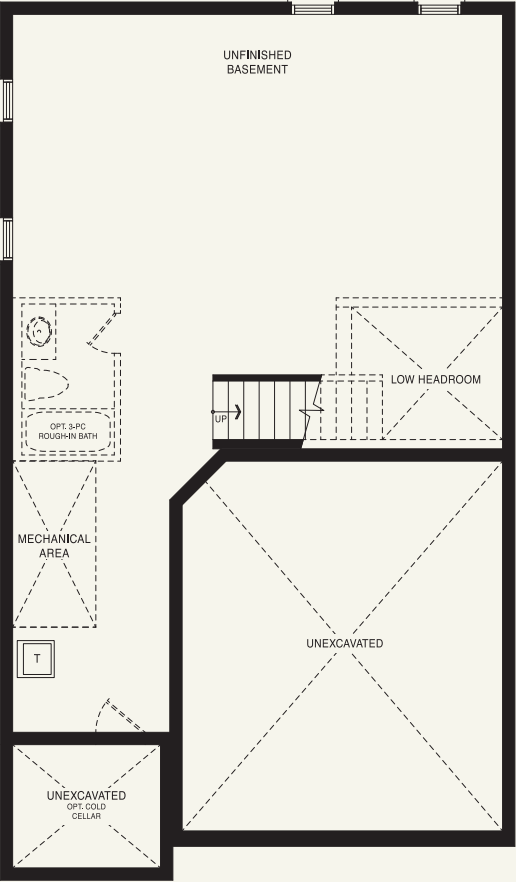 UNFINISHED
BASEMENT
LOW HEADROOM
UP
OPT. 3-PC
ROUGH-IN BATH
MECHANICAL
AREA
UNEXCAVATED
T
UNEXCAVATED
OPT. COLD
CELLAR